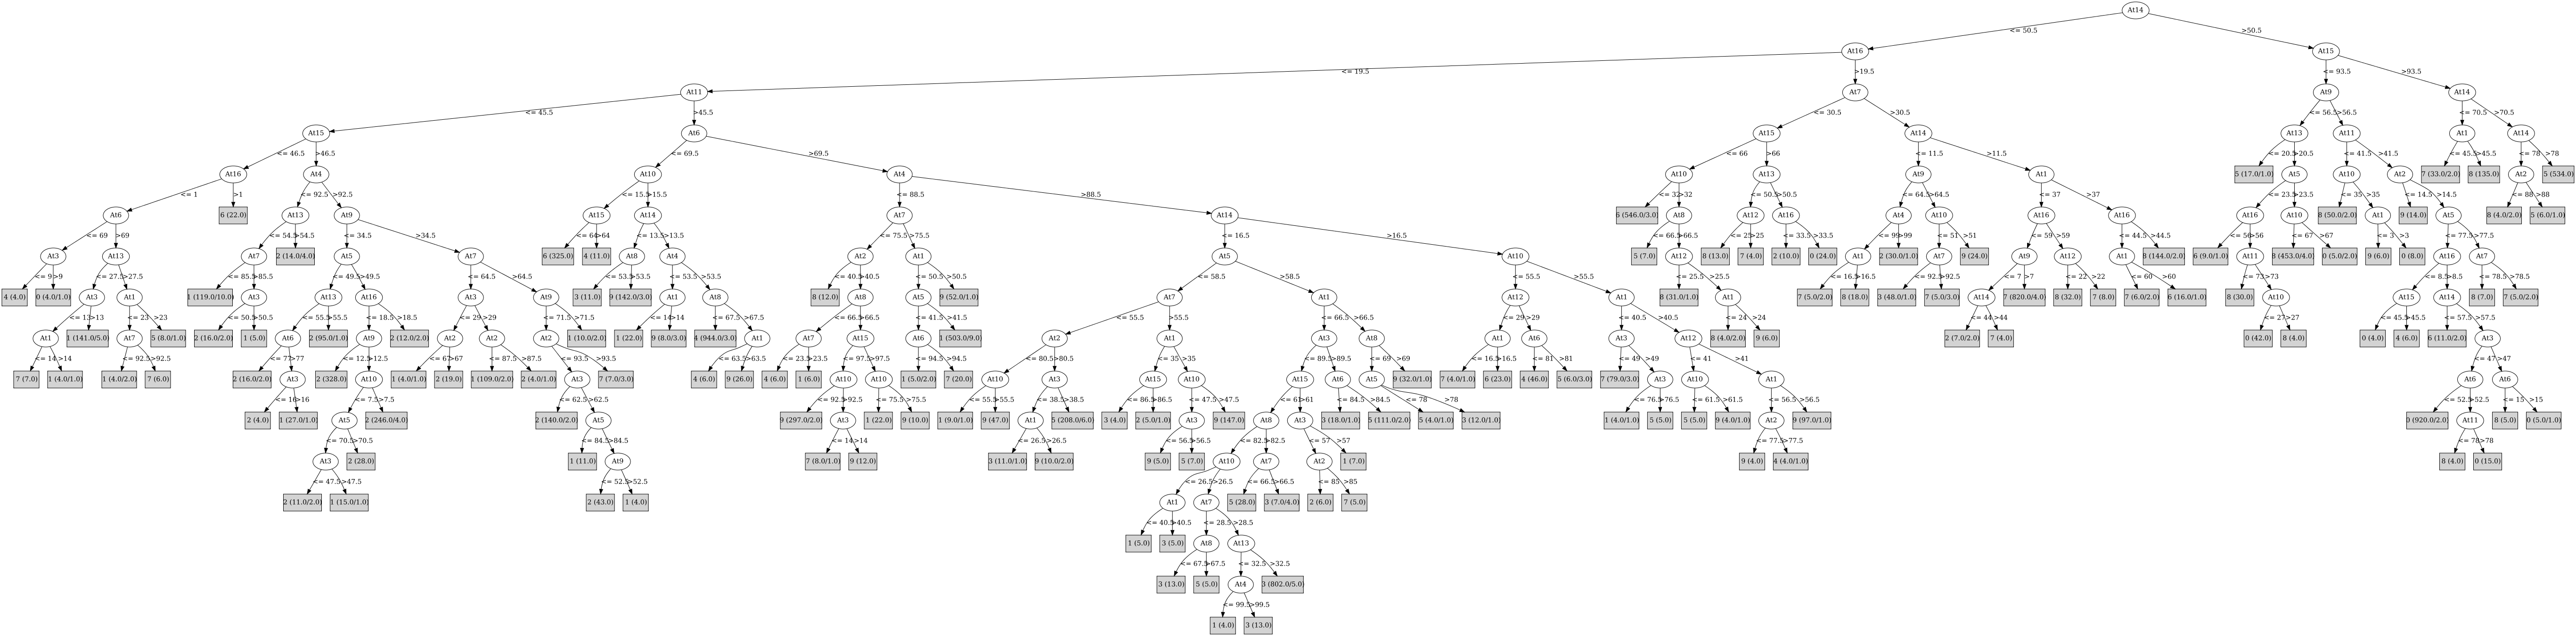 At14
<= 50.5 >50.5
At16 At15
<= 19.5 >19.5 <= 93.5 >93.5
At11 At7 At9 At14
<= 45.5 >45.5 <= 30.5 >30.5 <= 56.5 >56.5 <= 70.5 >70.5
At15 At6 At15 At14 At13 At11 At1 At14
<= 46.5 >46.5 <= 69.5 >69.5 <= 66 >66 <= 11.5 >11.5 <= 20.5 >20.5 <= 41.5 >41.5 <= 45.5 >45.5 <= 78 >78
At16 At4 At10 At4 At10 At13 At9 At1 5 (17.0/1.0) At5 At10 At2 7 (33.0/2.0) 8 (135.0) At2 5 (534.0)
<= 1 >1 <= 92.5 >92.5 <= 15.5 >15.5 <= 88.5 >88.5 <= 32 >32 <= 50.5 >50.5 <= 64.5 >64.5 <= 37 >37 <= 23.5 >23.5 <= 35 >35 <= 14.5 >14.5 <= 88 >88
At6 6 (22.0) At13 At9 At15 At14 At7 At14 6 (546.0/3.0) At8 At12 At16 At4 At10 At16 At16 At16 At10 8 (50.0/2.0) At1 9 (14.0) At5 8 (4.0/2.0) 5 (6.0/1.0)
<= 69 >69 <= 54.5 >54.5 <= 34.5 >34.5 <= 64 >64 <= 13.5 >13.5 <= 75.5 >75.5 <= 16.5 >16.5 <= 66.5 >66.5 <= 25 >25 <= 33.5 >33.5 <= 99 >99 <= 51 >51 <= 59 >59 <= 44.5 >44.5 <= 56 >56 <= 67 >67 <= 3 >3 <= 77.5 >77.5
At3 At13 At7 2 (14.0/4.0) At5 At7 6 (325.0) 4 (11.0) At8 At4 At2 At1 At5 At10 5 (7.0) At12 8 (13.0) 7 (4.0) 2 (10.0) 0 (24.0) At1 2 (30.0/1.0) At7 9 (24.0) At9 At12 At1 8 (144.0/2.0) 6 (9.0/1.0) At11 8 (453.0/4.0) 0 (5.0/2.0) 9 (6.0) 0 (8.0) At16 At7
<= 9 >9 <= 27.5 >27.5 <= 85.5 >85.5 <= 49.5 >49.5 <= 64.5 >64.5 <= 53.5 >53.5 <= 53.5 >53.5 <= 40.5 >40.5 <= 50.5 >50.5 <= 58.5 >58.5 <= 55.5 >55.5 <= 25.5 >25.5 <= 16.5 >16.5 <= 92.5 >92.5 <= 7 >7 <= 22 >22 <= 60 >60 <= 73 >73 <= 8.5 >8.5 <= 78.5 >78.5
4 (4.0) 0 (4.0/1.0) At3 At1 1 (119.0/10.0) At3 At13 At16 At3 At9 3 (11.0) 9 (142.0/3.0) At1 At8 8 (12.0) At8 At5 9 (52.0/1.0) At7 At1 At12 At1 8 (31.0/1.0) At1 7 (5.0/2.0) 8 (18.0) 3 (48.0/1.0) 7 (5.0/3.0) At14 7 (820.0/4.0) 8 (32.0) 7 (8.0) 7 (6.0/2.0) 6 (16.0/1.0) 8 (30.0) At10 At15 At14 8 (7.0) 7 (5.0/2.0)
<= 13 >13 <= 23 >23 <= 50.5 >50.5 <= 55.5 >55.5 <= 18.5 >18.5 <= 29 >29 <= 71.5 >71.5 <= 14 >14 <= 67.5 >67.5 <= 66.5 >66.5 <= 41.5 >41.5 <= 55.5 >55.5 <= 66.5 >66.5 <= 29 >29 <= 40.5 >40.5 <= 24 >24 <= 44 >44 <= 27 >27 <= 45.5 >45.5 <= 57.5 >57.5
At1 1 (141.0/5.0) At7 5 (8.0/1.0) 2 (16.0/2.0) 1 (5.0) At6 2 (95.0/1.0) At9 2 (12.0/2.0) At2 At2 At2 1 (10.0/2.0) 1 (22.0) 9 (8.0/3.0) 4 (944.0/3.0) At1 At7 At15 At6 1 (503.0/9.0) At2 At1 At3 At8 At1 At6 At3 At12 8 (4.0/2.0) 9 (6.0) 2 (7.0/2.0) 7 (4.0) 0 (42.0) 8 (4.0) 0 (4.0) 4 (6.0) 6 (11.0/2.0) At3
<= 14 >14 <= 92.5 >92.5 <= 77 >77 <= 12.5 >12.5 <= 67 >67 <= 87.5 >87.5 <= 93.5 >93.5 <= 63.5 >63.5 <= 23.5 >23.5 <= 97.5 >97.5 <= 94.5 >94.5 <= 80.5 >80.5 <= 35 >35 <= 89.5 >89.5 <= 69 >69 <= 16.5 >16.5 <= 81 >81 <= 49 >49 <= 41 >41 <= 47 >47
7 (7.0) 1 (4.0/1.0) 1 (4.0/2.0) 7 (6.0) 2 (16.0/2.0) At3 2 (328.0) At10 1 (4.0/1.0) 2 (19.0) 1 (109.0/2.0) 2 (4.0/1.0) At3 7 (7.0/3.0) 4 (6.0) 9 (26.0) 4 (6.0) 1 (6.0) At10 At10 1 (5.0/2.0) 7 (20.0) At10 At3 At15 At10 At15 At6 At5 9 (32.0/1.0) 7 (4.0/1.0) 6 (23.0) 4 (46.0) 5 (6.0/3.0) 7 (79.0/3.0) At3 At10 At1 At6 At6
<= 16 >16 <= 7.5 >7.5 <= 62.5 >62.5 <= 92.5 >92.5 <= 75.5 >75.5 <= 55.5 >55.5 <= 38.5 >38.5 <= 86.5 >86.5 <= 47.5 >47.5 <= 61 >61 <= 84.5 >84.5 <= 78 >78 <= 76.5 >76.5 <= 61.5 >61.5 <= 56.5 >56.5 <= 52.5 >52.5 <= 15 >15
2 (4.0) 1 (27.0/1.0) At5 2 (246.0/4.0) 2 (140.0/2.0) At5 9 (297.0/2.0) At3 1 (22.0) 9 (10.0) 1 (9.0/1.0) 9 (47.0) At1 5 (208.0/6.0) 3 (4.0) 2 (5.0/1.0) At3 9 (147.0) At8 At3 3 (18.0/1.0) 5 (111.0/2.0) 5 (4.0/1.0) 3 (12.0/1.0) 1 (4.0/1.0) 5 (5.0) 5 (5.0) 9 (4.0/1.0) At2 9 (97.0/1.0) 0 (920.0/2.0) At11 8 (5.0) 0 (5.0/1.0)
<= 70.5 >70.5 <= 84.5 >84.5 <= 14 >14 <= 26.5 >26.5 <= 56.5 >56.5 <= 82.5 >82.5 <= 57 >57 <= 77.5 >77.5 <= 78 >78
At3 2 (28.0) 1 (11.0) At9 7 (8.0/1.0) 9 (12.0) 3 (11.0/1.0) 9 (10.0/2.0) 9 (5.0) 5 (7.0) At10 At7 At2 1 (7.0) 9 (4.0) 4 (4.0/1.0) 8 (4.0) 0 (15.0)
<= 47.5 >47.5 <= 52.5 >52.5 <= 26.5 >26.5 <= 66.5 >66.5 <= 85 >85
2 (11.0/2.0) 1 (15.0/1.0) 2 (43.0) 1 (4.0) At1 At7 5 (28.0) 3 (7.0/4.0) 2 (6.0) 7 (5.0)
<= 40.5 >40.5 <= 28.5 >28.5
1 (5.0) 3 (5.0) At8 At13
<= 67.5 >67.5 <= 32.5 >32.5
3 (13.0) 5 (5.0) At4 3 (802.0/5.0)
<= 99.5 >99.5
1 (4.0) 3 (13.0)